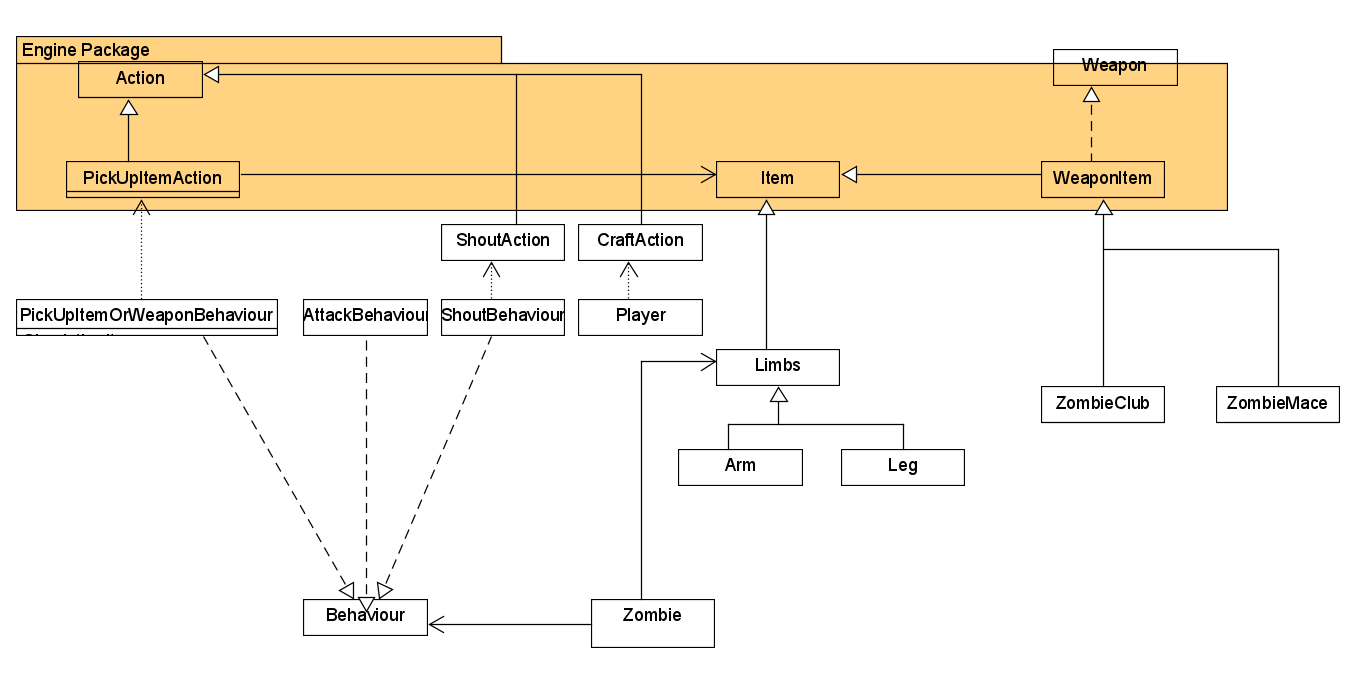 Engine Package
Action
Weapon
PickUpItemAction
Item
WeaponItem
ShoutAction
CraftAction
PickUpItemOrWeaponBehaviour
AttackBehaviour
ShoutBehaviour
Player
Limbs
ZombieClub
ZombieMace
Arm
Leg
Behaviour
Zombie